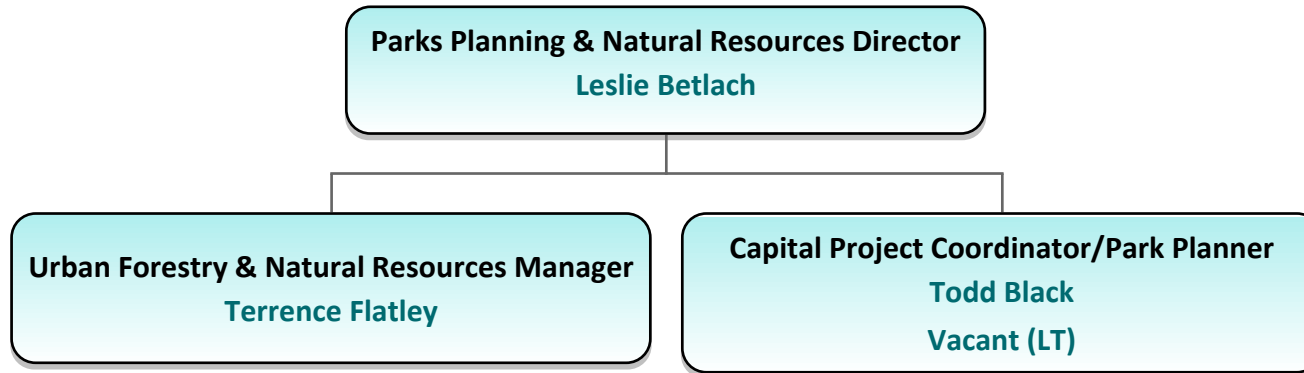 Parks Planning & Natural Resources Director
Leslie Betlach
Urban Forestry & Natural Resources Manager
Terrence Flatley
Capital Project Coordinator/Park Planner
Todd Black
Vacant (LT)